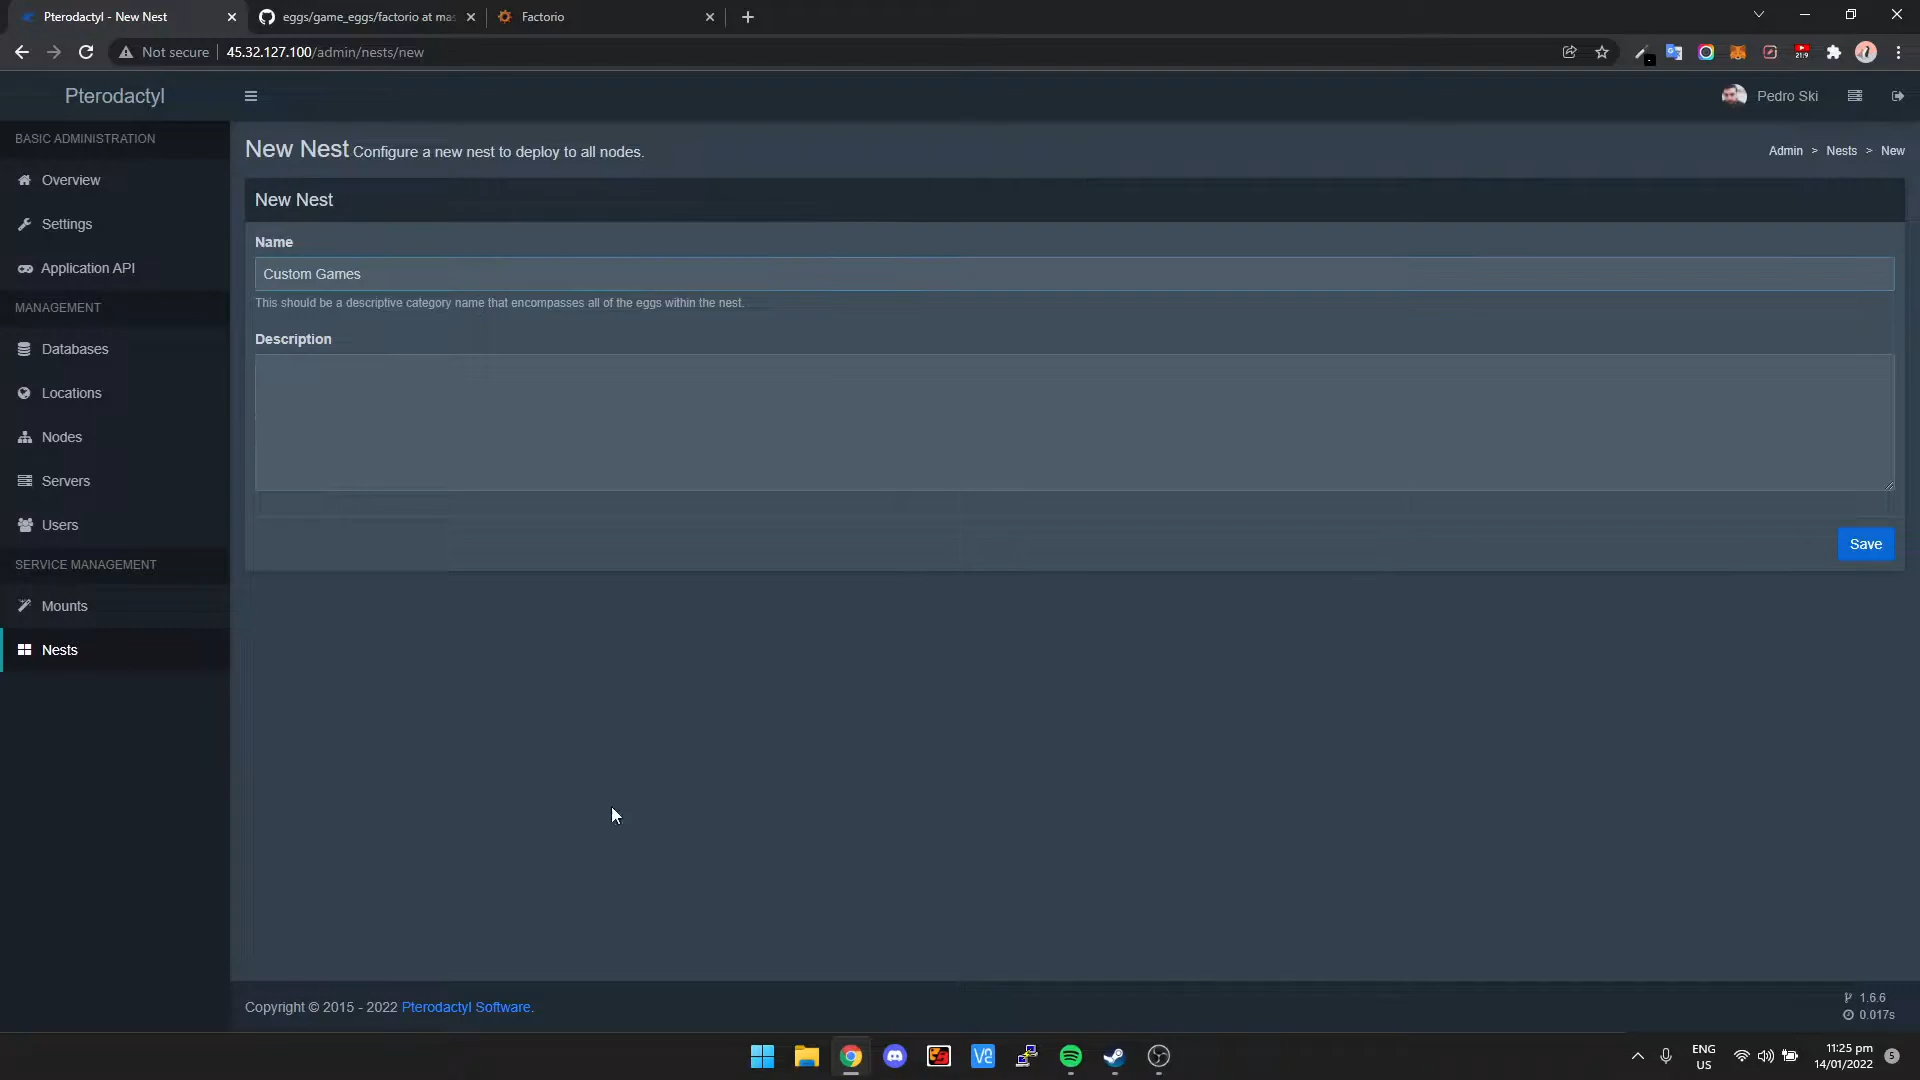 Pterodactyl - New Nest
eggs/game_eggs/factorio at mas
Factorio
Not secure
45.32.127.100/admin/nests/new
Pterodactyl
Pedro Ski
BASIC ADMINISTRATION
Overview
Settings
Application API
MANAGEMENT
Databases
Locations
Nodes
Servers
Users
SERVICE MANAGEMENT
Mounts
Nests
New Nest Configure a new nest to deploy to all nodes.
Admin > Nests > New
New Nest
Name
Custom Games
This should be a descriptive category name that encompasses all of the eggs within the nest.
Description
Save
Copyright © 2015 - 2022 Pterodactyl Software.
1.6.6
0.017s
ENG
US
11:25 pm
14/01/2022
5